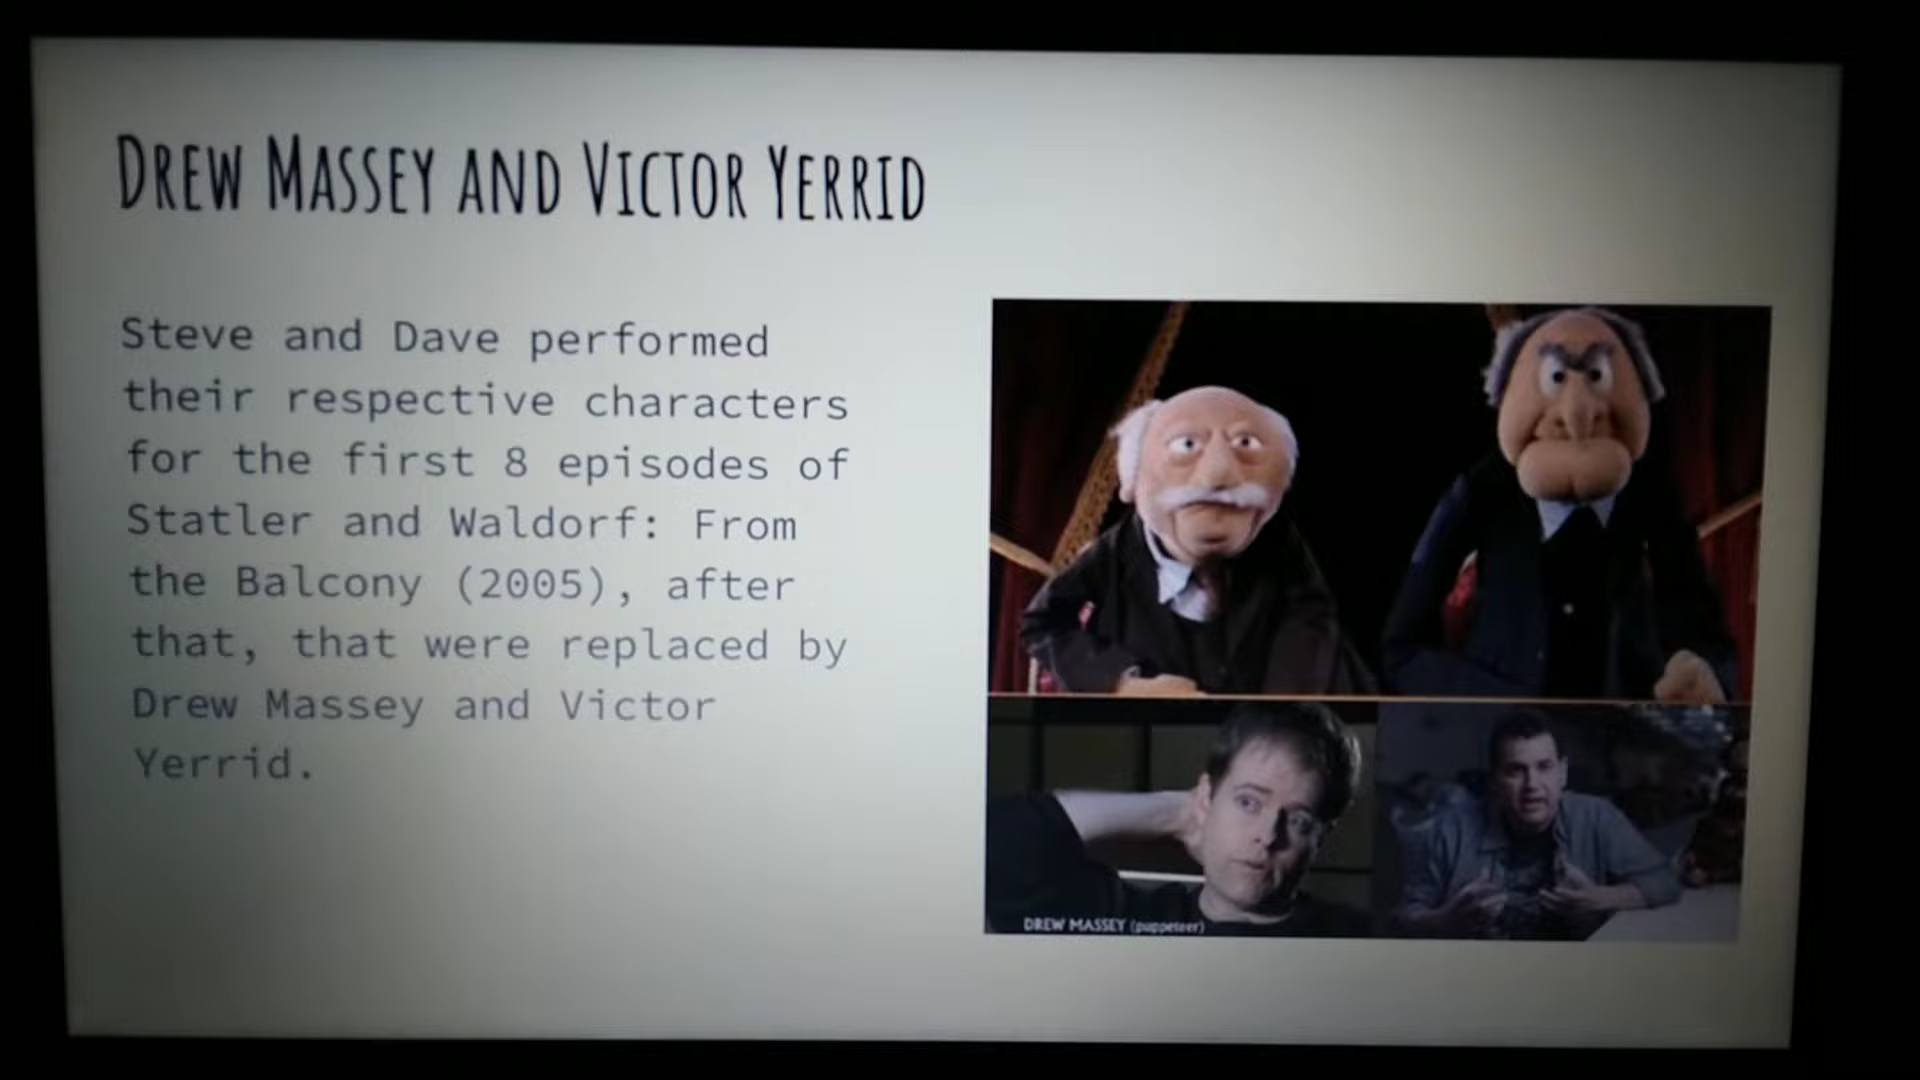 DREW MASSEY AND VICTOR YERRID
Steve and Dave performed
their respective characters
for the first 8 episodes of
Statler and Waldorf: From
the Balcony (2005), after
that, that were replaced by
Drew Massey and Victor
Yerrid.
DREW MASSEY (puppeteer)